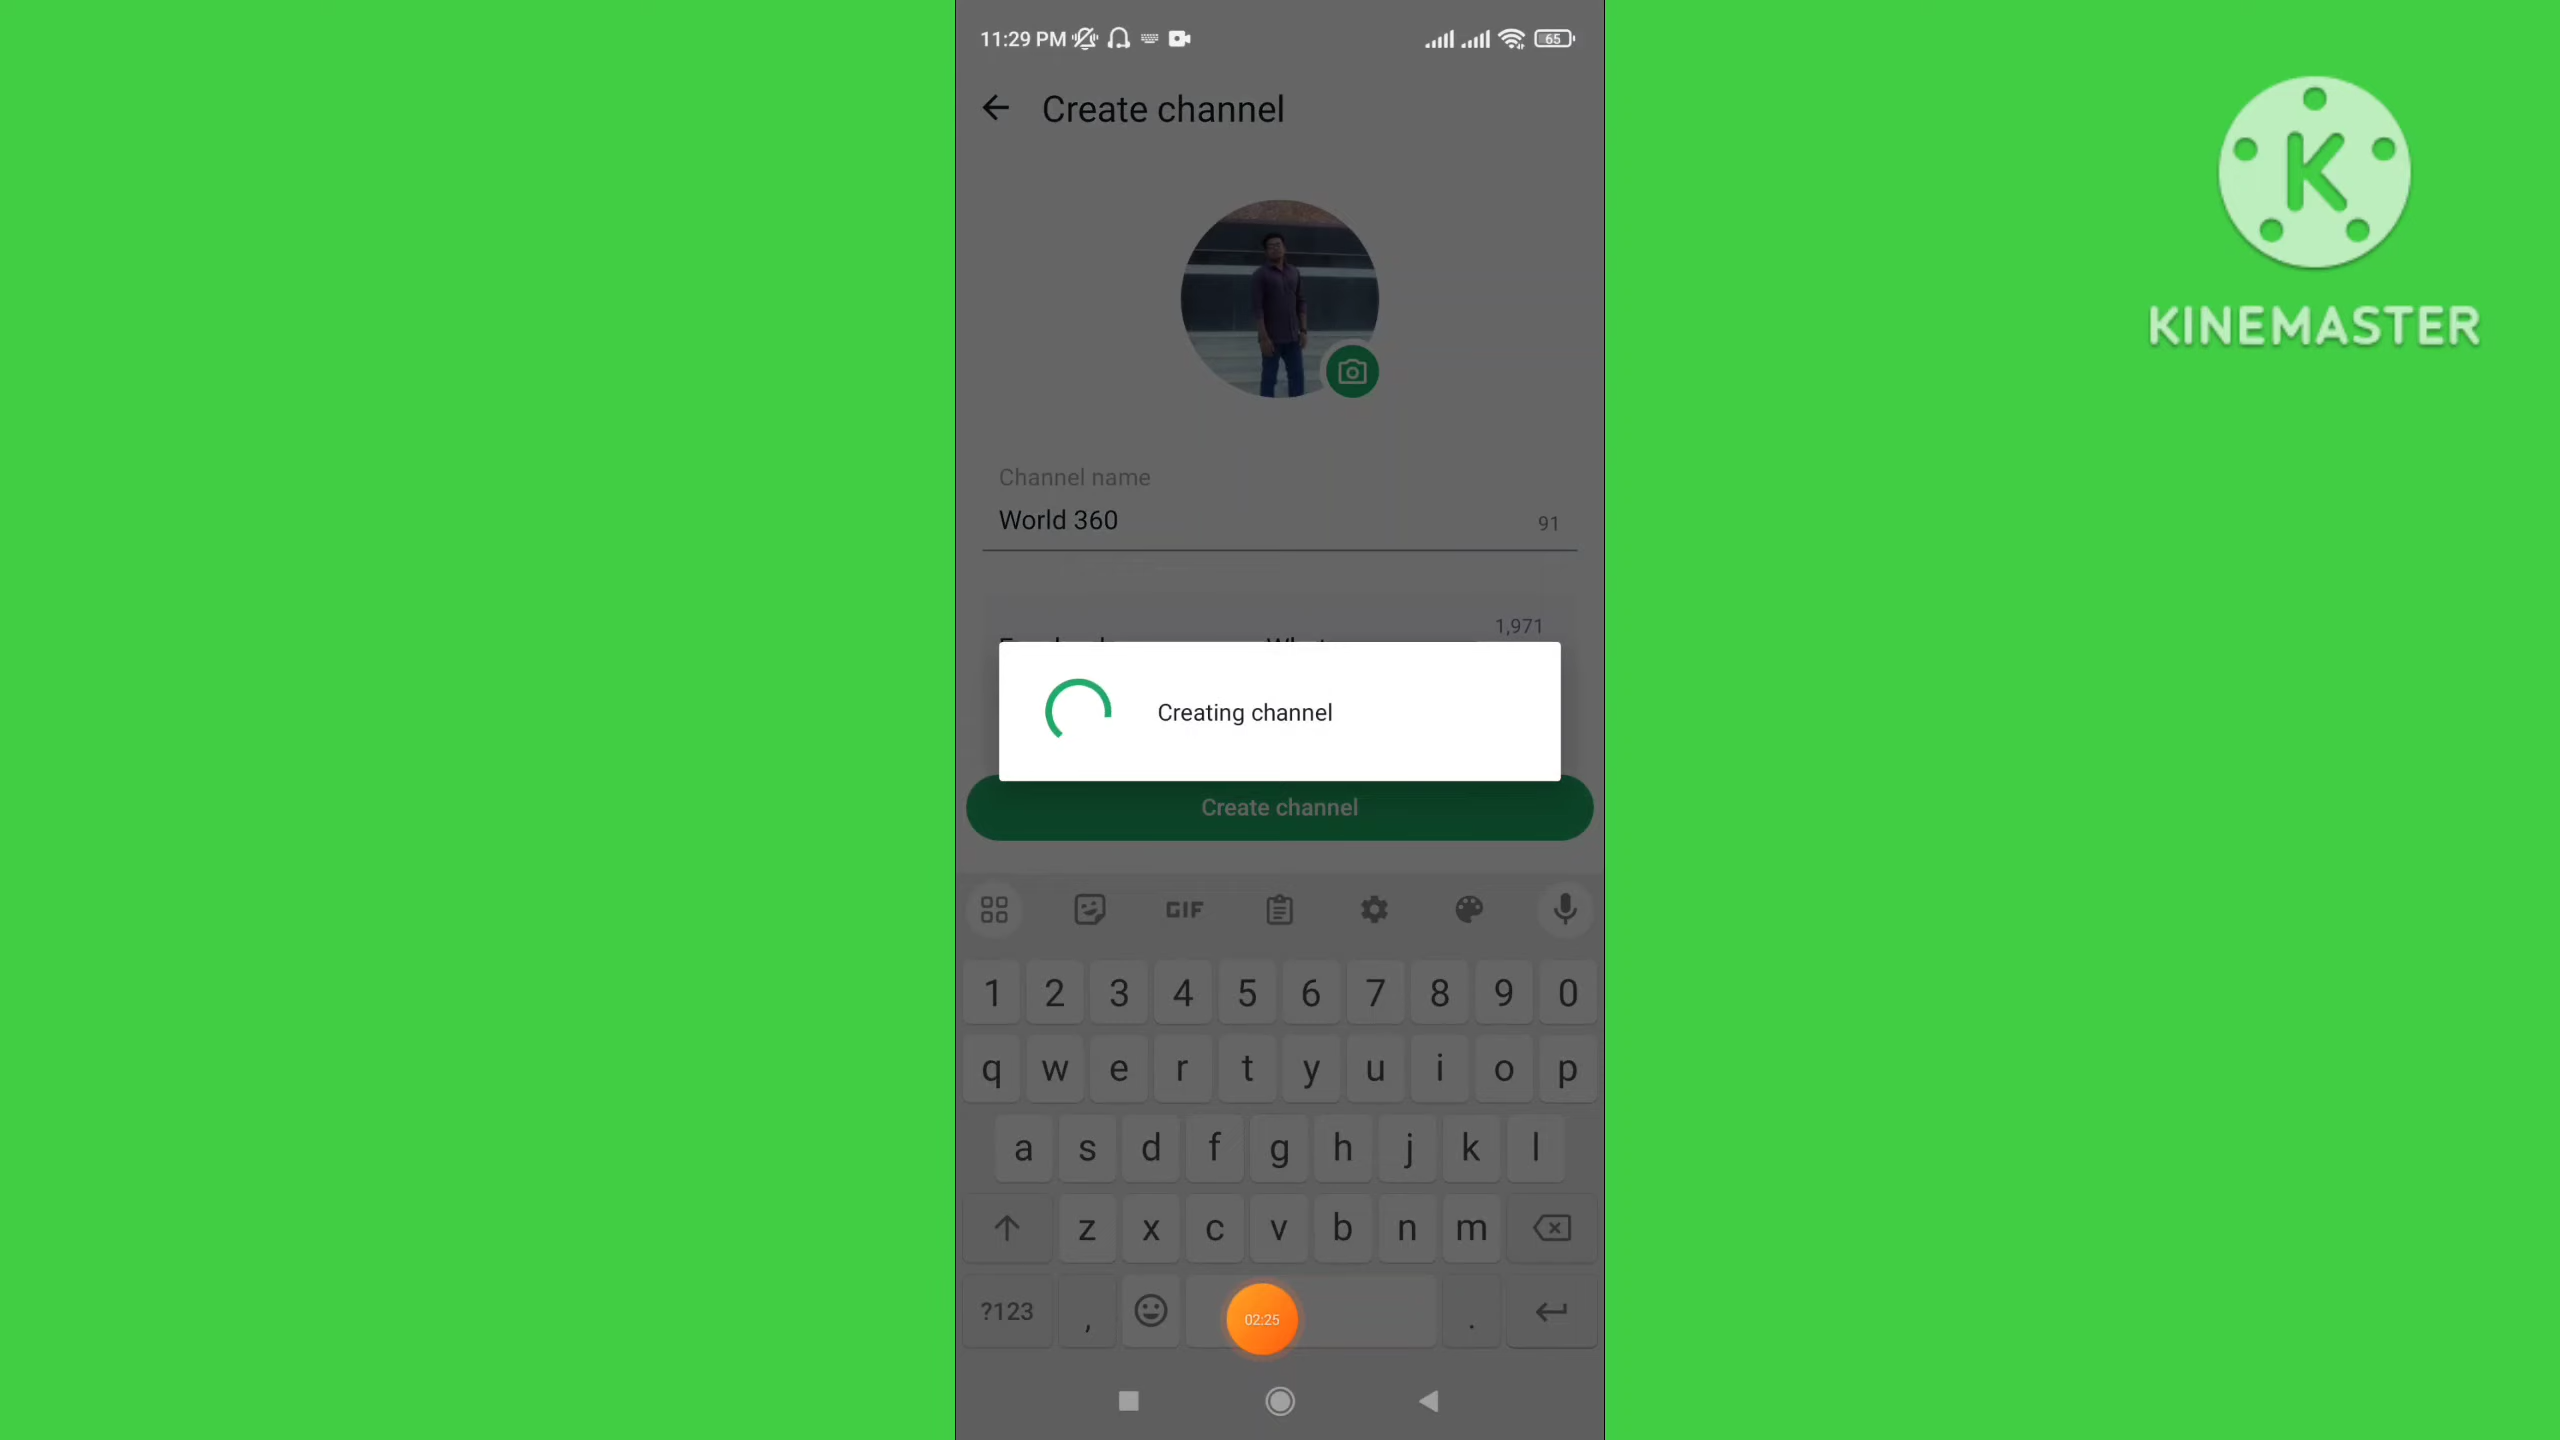 11:29 PM
65
Create channel
K
KINEMASTER
Channel name
World 360
91
1,971
Creating channel
Create channel
GIF
1 2 3 4 5 6 7 8 9 0
q w e r t y u i o p
a s d f g h j k l
z x c v b n m
?123 , .
02:25